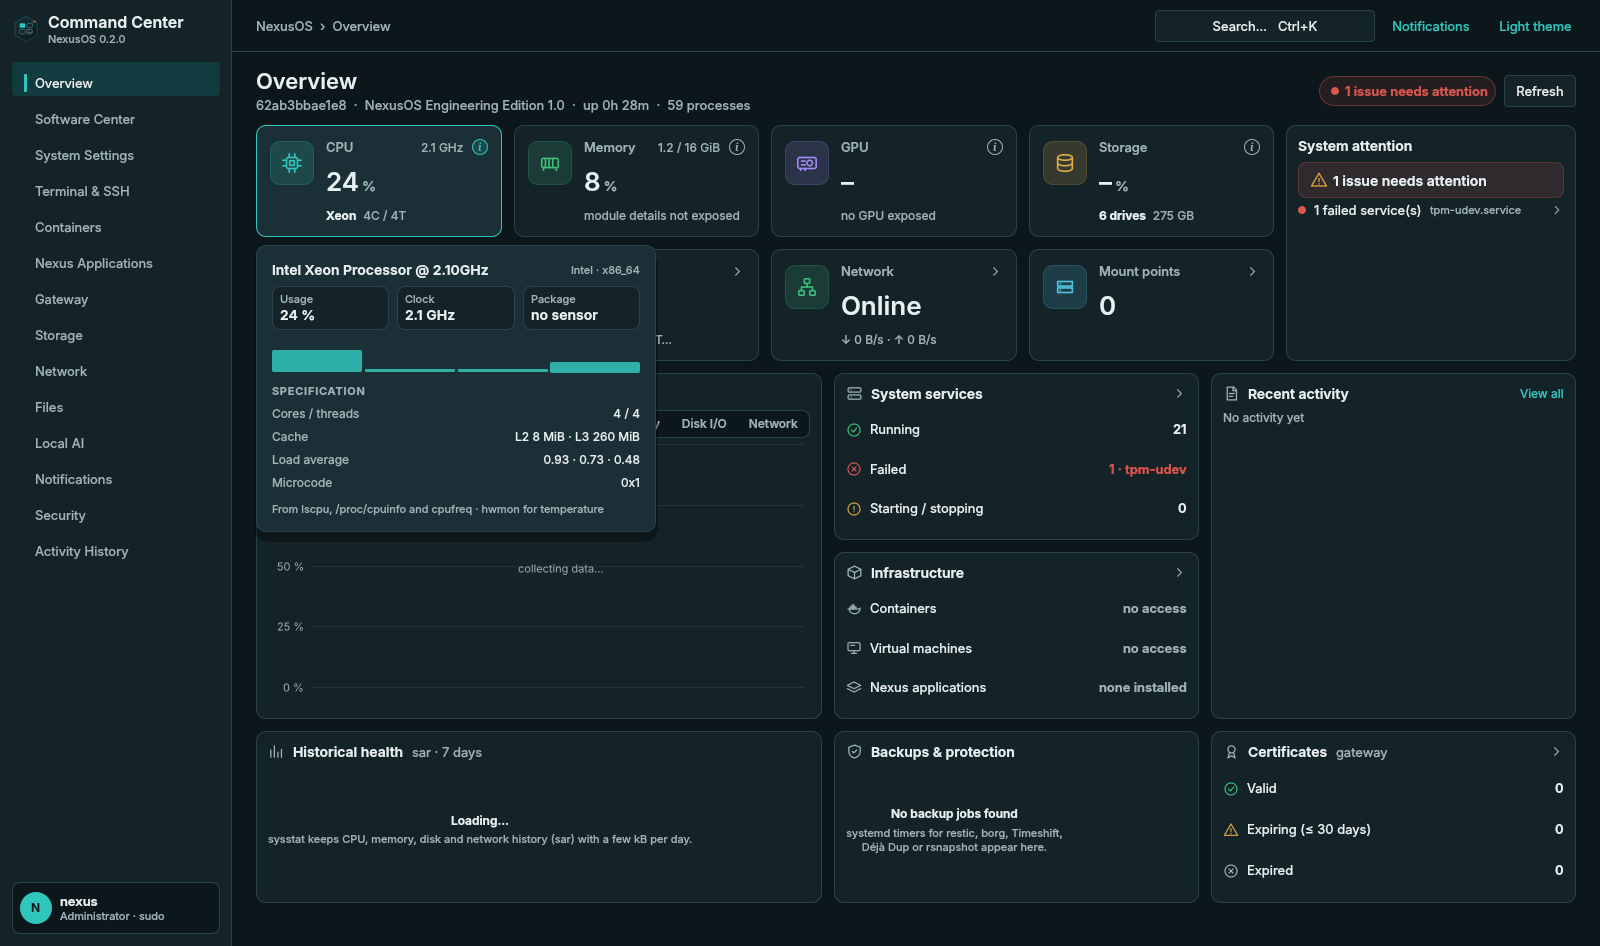 Command Center
NexusOS 0.2.0
Overview
Software Center
System Settings
Terminal & SSH
Containers
Nexus Applications
Gateway
Storage
Network
Files
Local AI
Notifications
Security
Activity History
N
nexus
Administrator · sudo
NexusOS › Overview
Search... Ctrl+K
Notifications
Light theme
Overview
62ab3bbae1e8 · NexusOS Engineering Edition 1.0 · up 0h 28m · 59 processes
1 issue needs attention
Refresh
CPU 2.1 GHz i
24 %
Xeon 4C / 4T
Memory 1.2 / 16 GiB i
8 %
module details not exposed
GPU i
–
no GPU exposed
Storage i
– %
6 drives 275 GB
System attention
1 issue needs attention
1 failed service(s) tpm-udev.service
Intel Xeon Processor @ 2.10GHz Intel · x86_64
Usage
24 %
Clock
2.1 GHz
Package
no sensor
SPECIFICATION
Cores / threads 4 / 4
Cache L2 8 MiB · L3 260 MiB
Load average 0.93 · 0.73 · 0.48
Microcode 0x1
From lscpu, /proc/cpuinfo and cpufreq · hwmon for temperature
T...
Network
Online
↓ 0 B/s · ↑ 0 B/s
Mount points
0
y Disk I/O Network
50 %
collecting data...
25 %
0 %
System services
Running 21
Failed 1 · tpm-udev
Starting / stopping 0
Infrastructure
Containers no access
Virtual machines no access
Nexus applications none installed
Recent activity View all
No activity yet
Historical health sar · 7 days
Loading...
sysstat keeps CPU, memory, disk and network history (sar) with a few kB per day.
Backups & protection
No backup jobs found
systemd timers for restic, borg, Timeshift,
Déjà Dup or rsnapshot appear here.
Certificates gateway
Valid 0
Expiring (≤ 30 days) 0
Expired 0